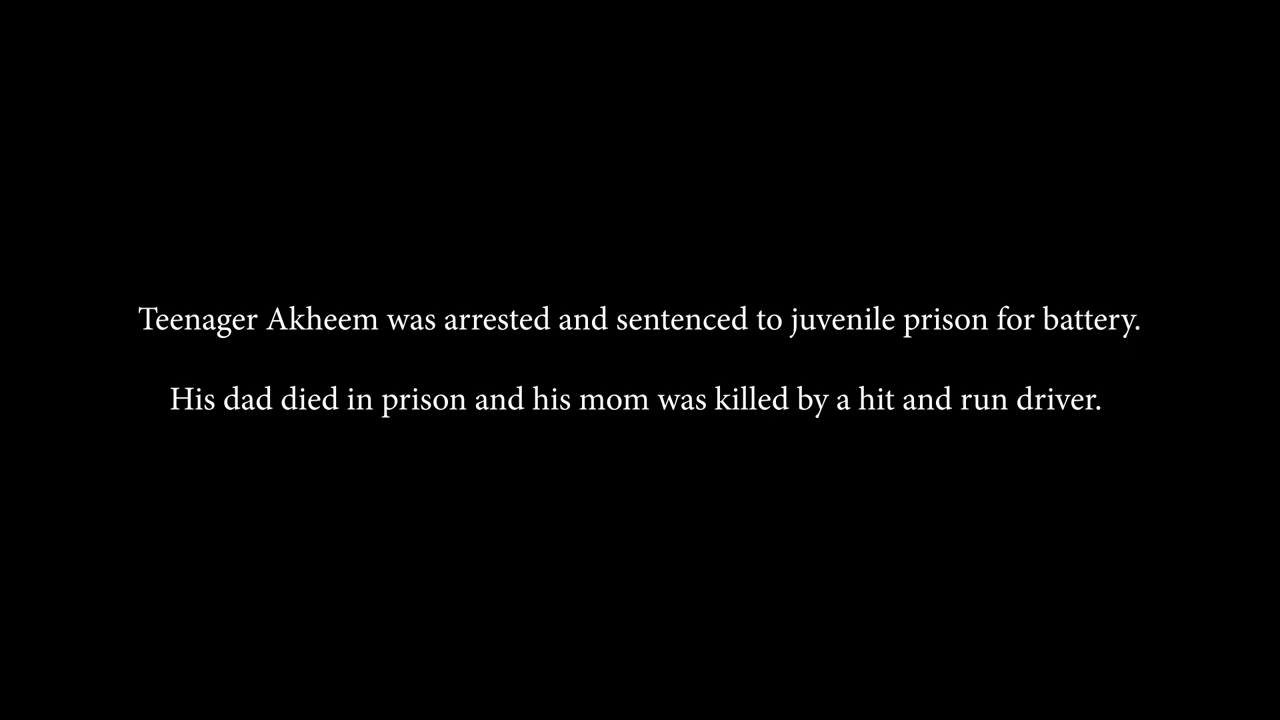 Teenager Akheem was arrested and sentenced to juvenile prison for battery.
His dad died in prison and his mom was killed by a hit and run driver.